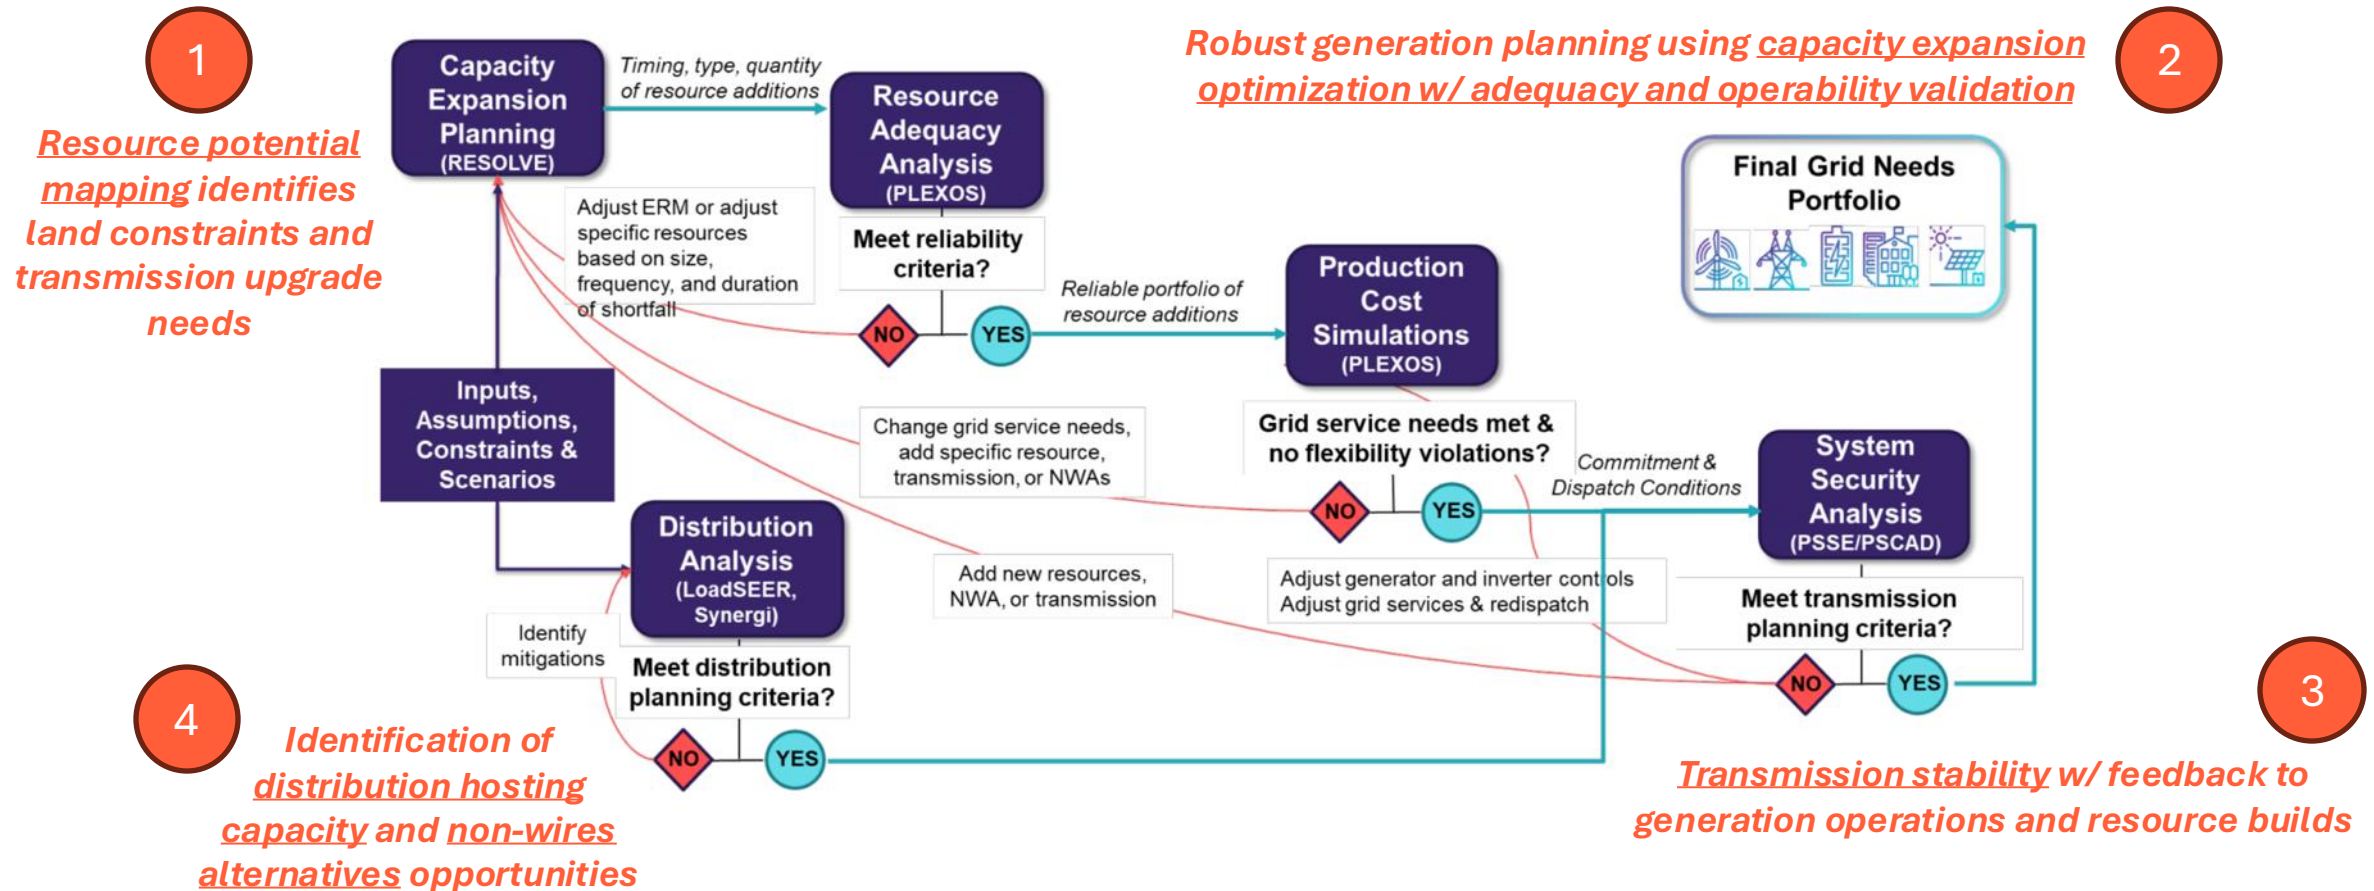 1
Resource potential
mapping identifies
land constraints and
transmission upgrade
needs
Capacity
Expansion
Planning
(RESOLVE)
Timing, type, quantity
of resource additions
Resource
Adequacy
Analysis
(PLEXOS)
Robust generation planning using capacity expansion
optimization w/ adequacy and operability validation
2
Adjust ERM or adjust
specific resources
based on size,
frequency, and duration
of shortfall
Meet reliability
criteria?
NO
YES
Reliable portfolio of
resource additions
Production
Cost
Simulations
(PLEXOS)
Final Grid Needs
Portfolio
Inputs,
Assumptions,
Constraints &
Scenarios
Change grid service needs,
add specific resource,
transmission, or NWAs
Grid service needs met &
no flexibility violations?
NO
YES
Commitment &
Dispatch Conditions
System
Security
Analysis
(PSSE/PSCAD)
Distribution
Analysis
(LoadSEER,
Synergi)
Add new resources,
NWA, or transmission
Adjust generator and inverter controls
Adjust grid services & redispatch
Meet transmission
planning criteria?
NO
YES
Identify
mitigations
Meet distribution
planning criteria?
NO
YES
3
Transmission stability w/ feedback to
generation operations and resource builds
4
Identification of
distribution hosting
capacity and non-wires
alternatives opportunities